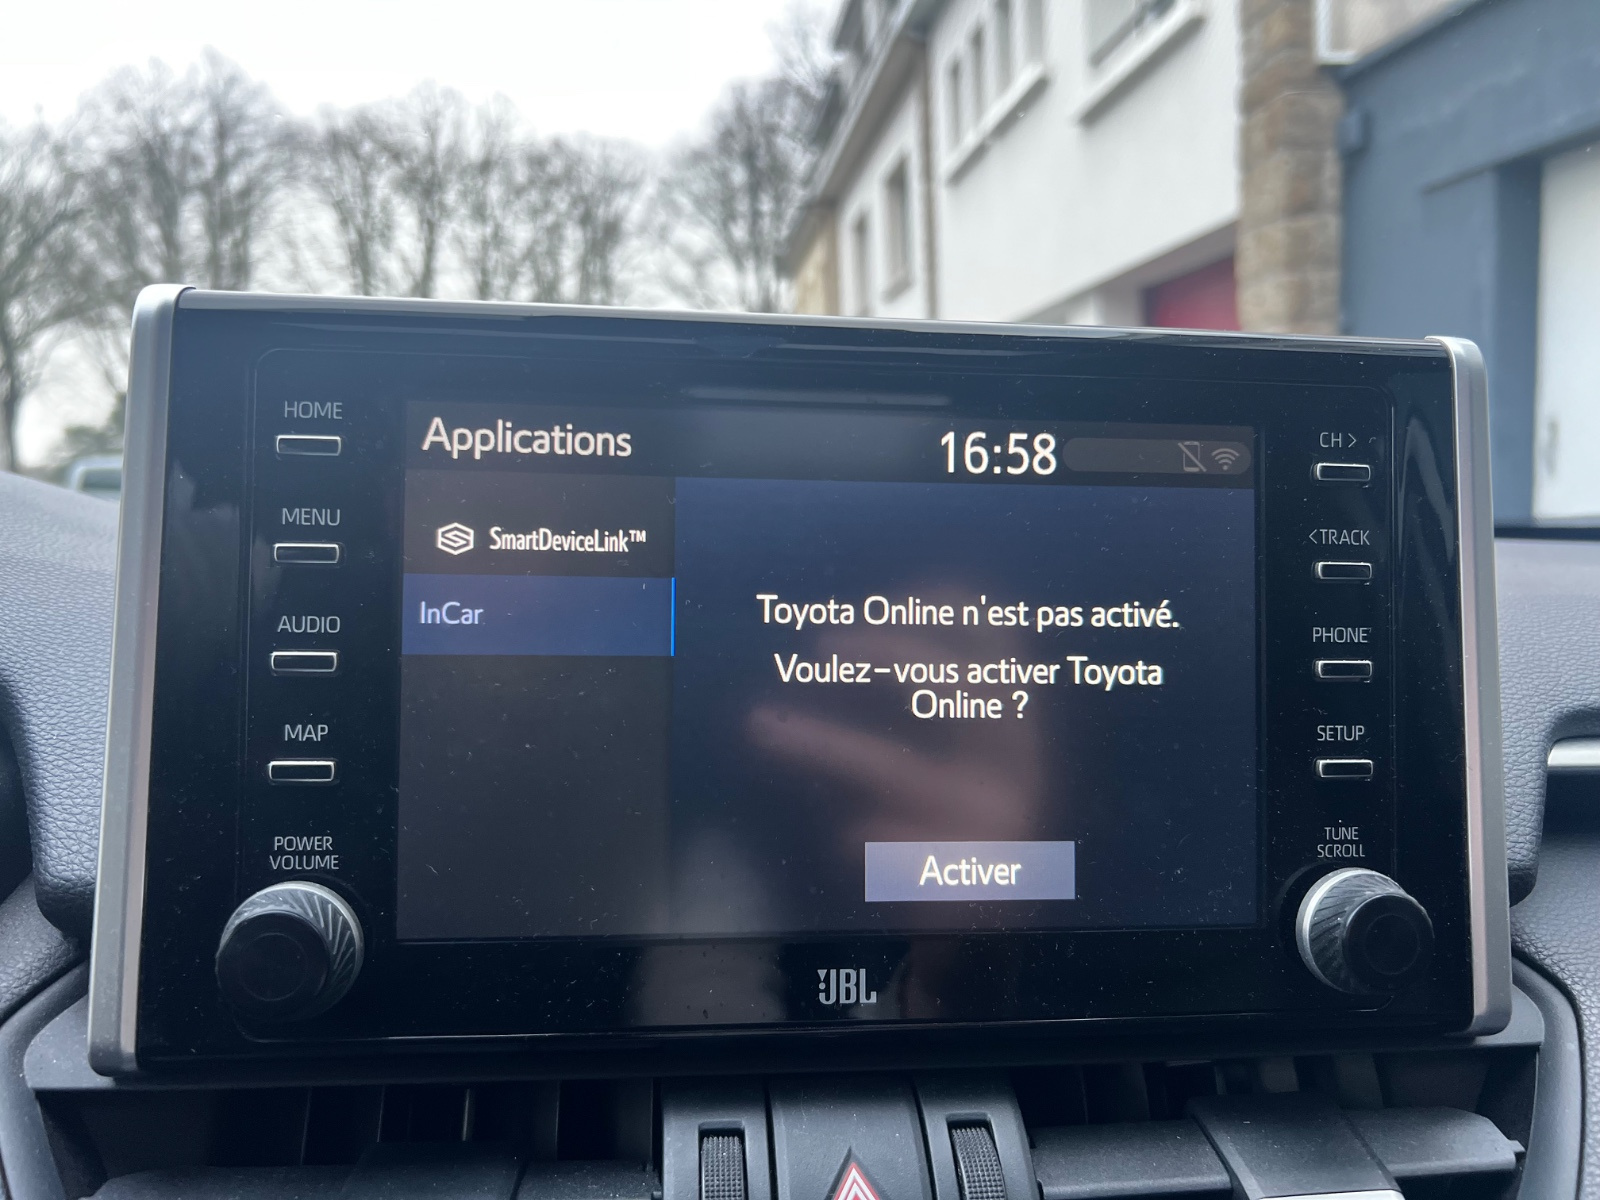 HOME
MENU
AUDIO
MAP
POWER
VOLUME
Applications
16:58
SmartDeviceLink™
InCar
Toyota Online n'est pas activé.
Voulez-vous activer Toyota
Online ?
Activer
JBL
CH >
<TRACK
PHONE
SETUP
TUNE
SCROLL